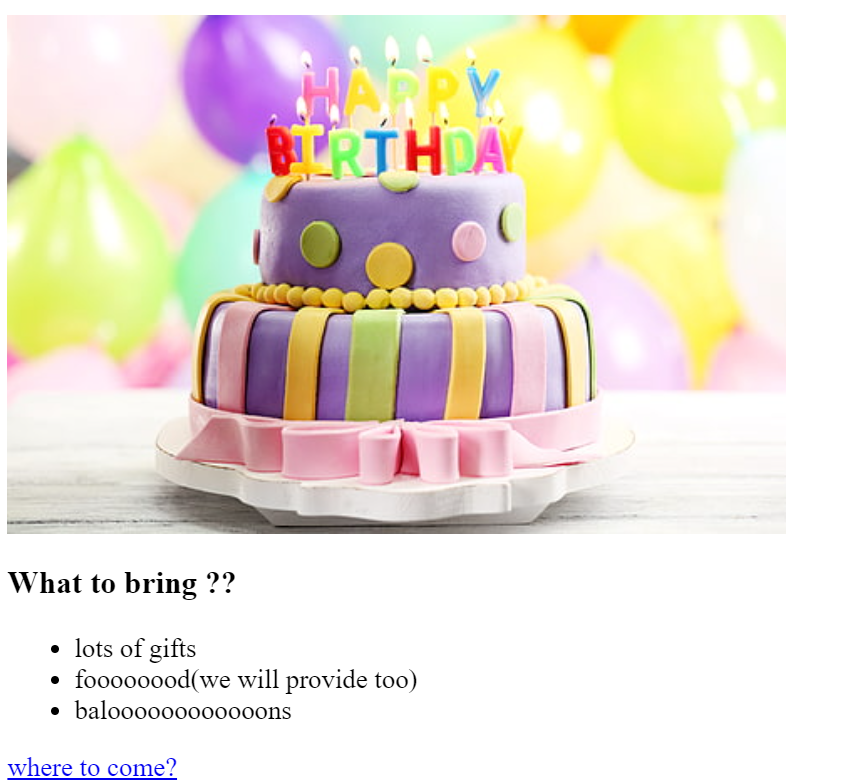 HAPPY
BIRTHDAY
What to bring ??
lots of gifts
foooooood(we will provide too)
baloooooooooooons
where to come?